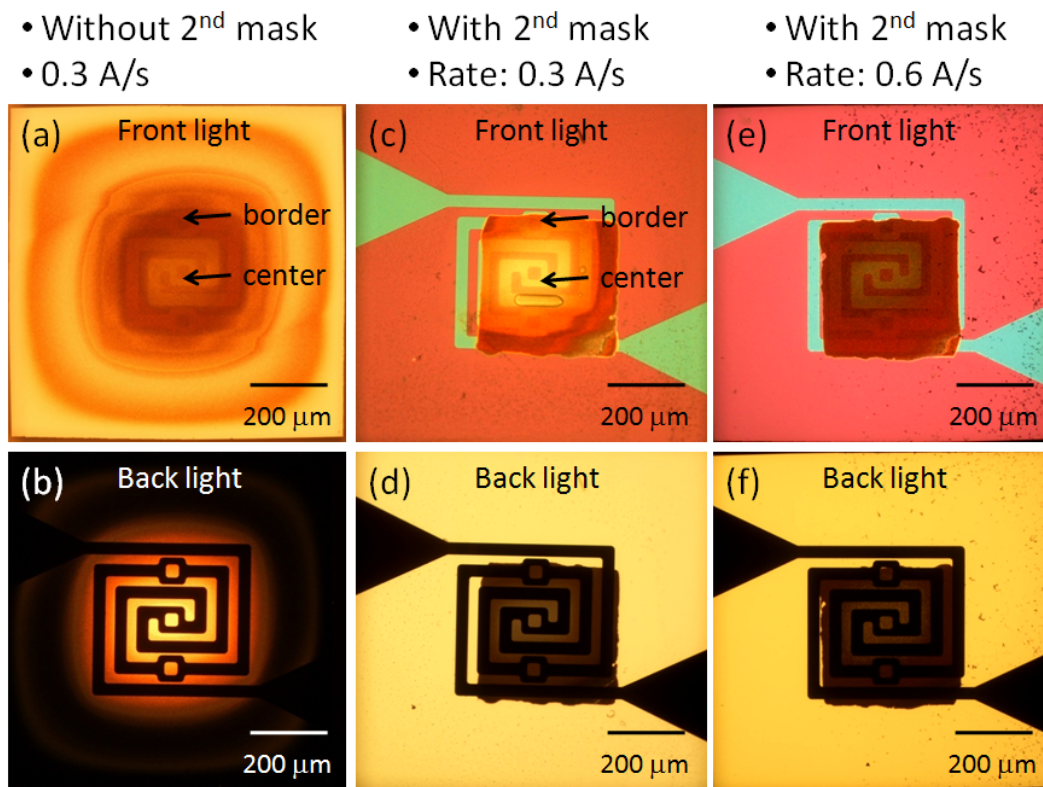 • Without 2nd mask
• 0.3 A/s
• With 2nd mask
• Rate: 0.3 A/s
• With 2nd mask
• Rate: 0.6 A/s
(a) Front light
border
center
200 μm
(c) Front light
border
center
200 μm
(e) Front light
200 μm
(b) Back light
200 μm
(d) Back light
200 μm
(f) Back light
200 μm